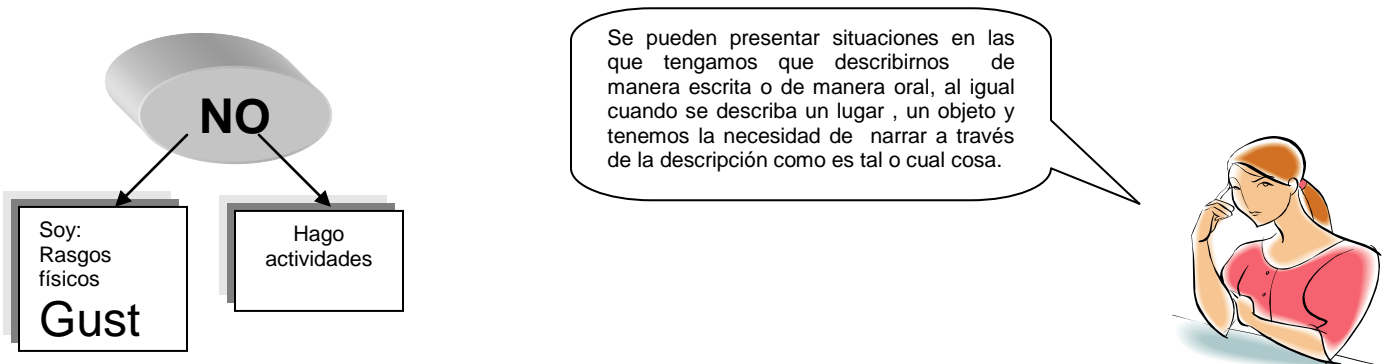 NO
Soy:
Rasgos
físicos
Gust
Hago
actividades
Se pueden presentar situaciones en las
que tengamos que describirnos de
manera escrita o de manera oral, al igual
cuando se describa un lugar , un objeto y
tenemos la necesidad de narrar a través
de la descripción como es tal o cual cosa.